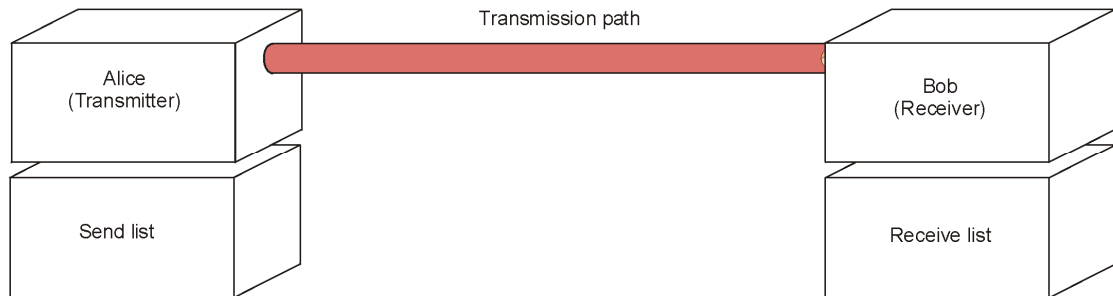 Transmission path
Alice
(Transmitter)
Bob
(Receiver)
Send list
Receive list